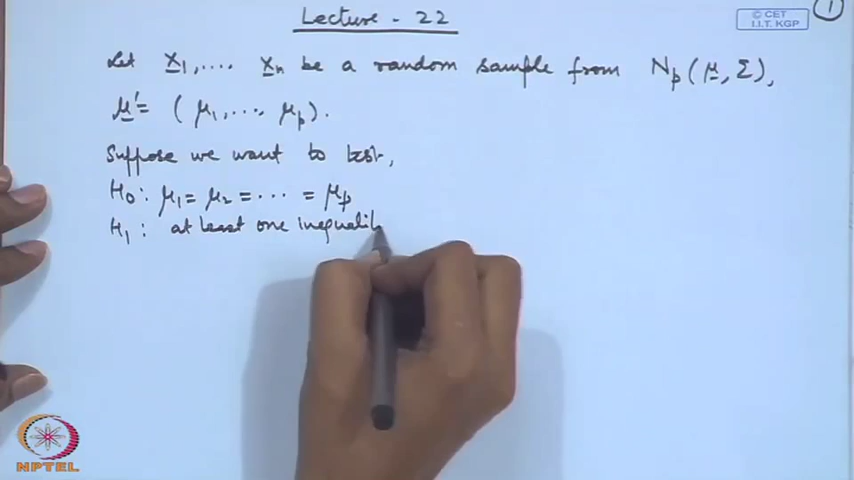 Lecture - 22
© CET
I.I.T. KGP
1
Let X1, .... Xn be a random sample from Np(μ, Σ),
μ' = (μ1, ..., μp).
Suppose we want to test,
H0: μ1 = μ2 = ... = μp
H1: at least one inequalit
NPTEL